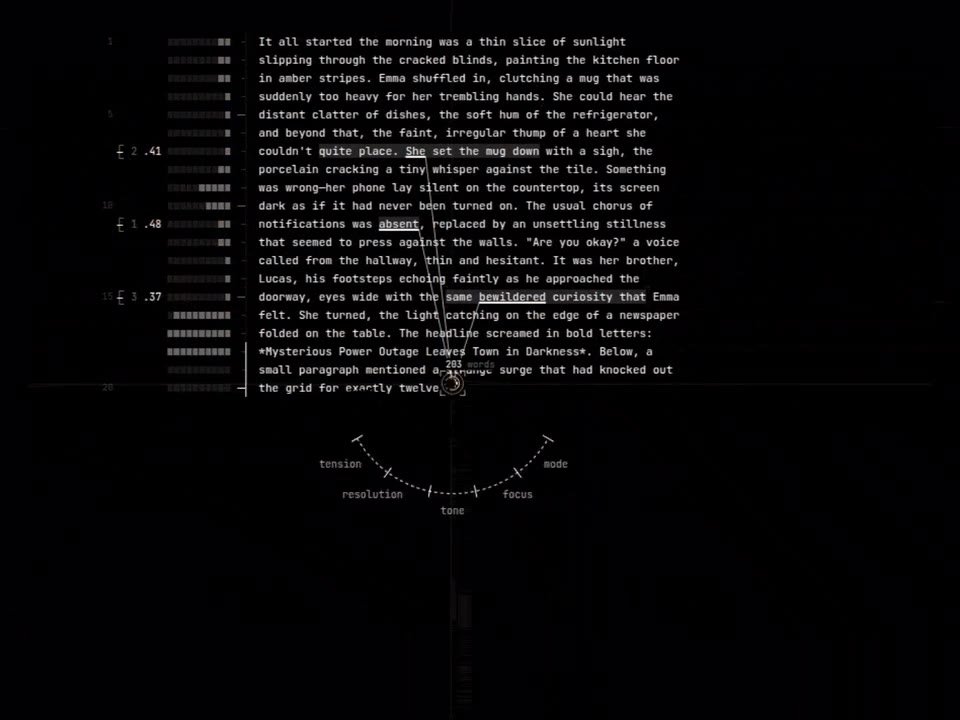 1 It all started the morning was a thin slice of sunlight
slipping through the cracked blinds, painting the kitchen floor
in amber stripes. Emma shuffled in, clutching a mug that was
suddenly too heavy for her trembling hands. She could hear the
5 distant clatter of dishes, the soft hum of the refrigerator,
and beyond that, the faint, irregular thump of a heart she
2 .41 couldn't quite place. She set the mug down with a sigh, the
porcelain cracking a tiny whisper against the tile. Something
was wrong—her phone lay silent on the countertop, its screen
10 dark as if it had never been turned on. The usual chorus of
1 .48 notifications was absent, replaced by an unsettling stillness
that seemed to press against the walls. "Are you okay?" a voice
called from the hallway, thin and hesitant. It was her brother,
Lucas, his footsteps echoing faintly as he approached the
15 3 .37 doorway, eyes wide with the same bewildered curiosity that Emma
felt. She turned, the light catching on the edge of a newspaper
folded on the table. The headline screamed in bold letters:
*Mysterious Power Outage Leaves Town in Darkness*. Below, a
203 words
small paragraph mentioned a strange surge that had knocked out
20 the grid for exactly twelve
tension
mode
resolution
focus
tone